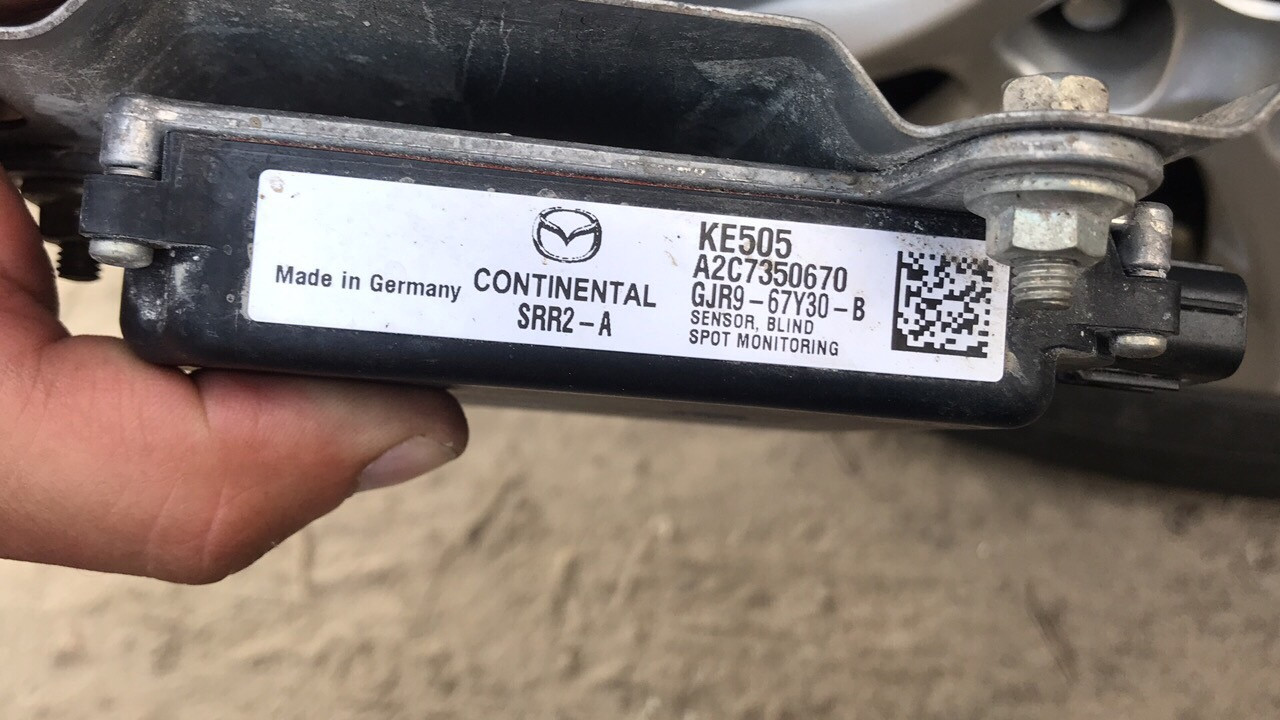 Made in Germany
CONTINENTAL
SRR2-A
KE505
A2C7350670
GJR9-67Y30-B
SENSOR, BLIND
SPOT MONITORING